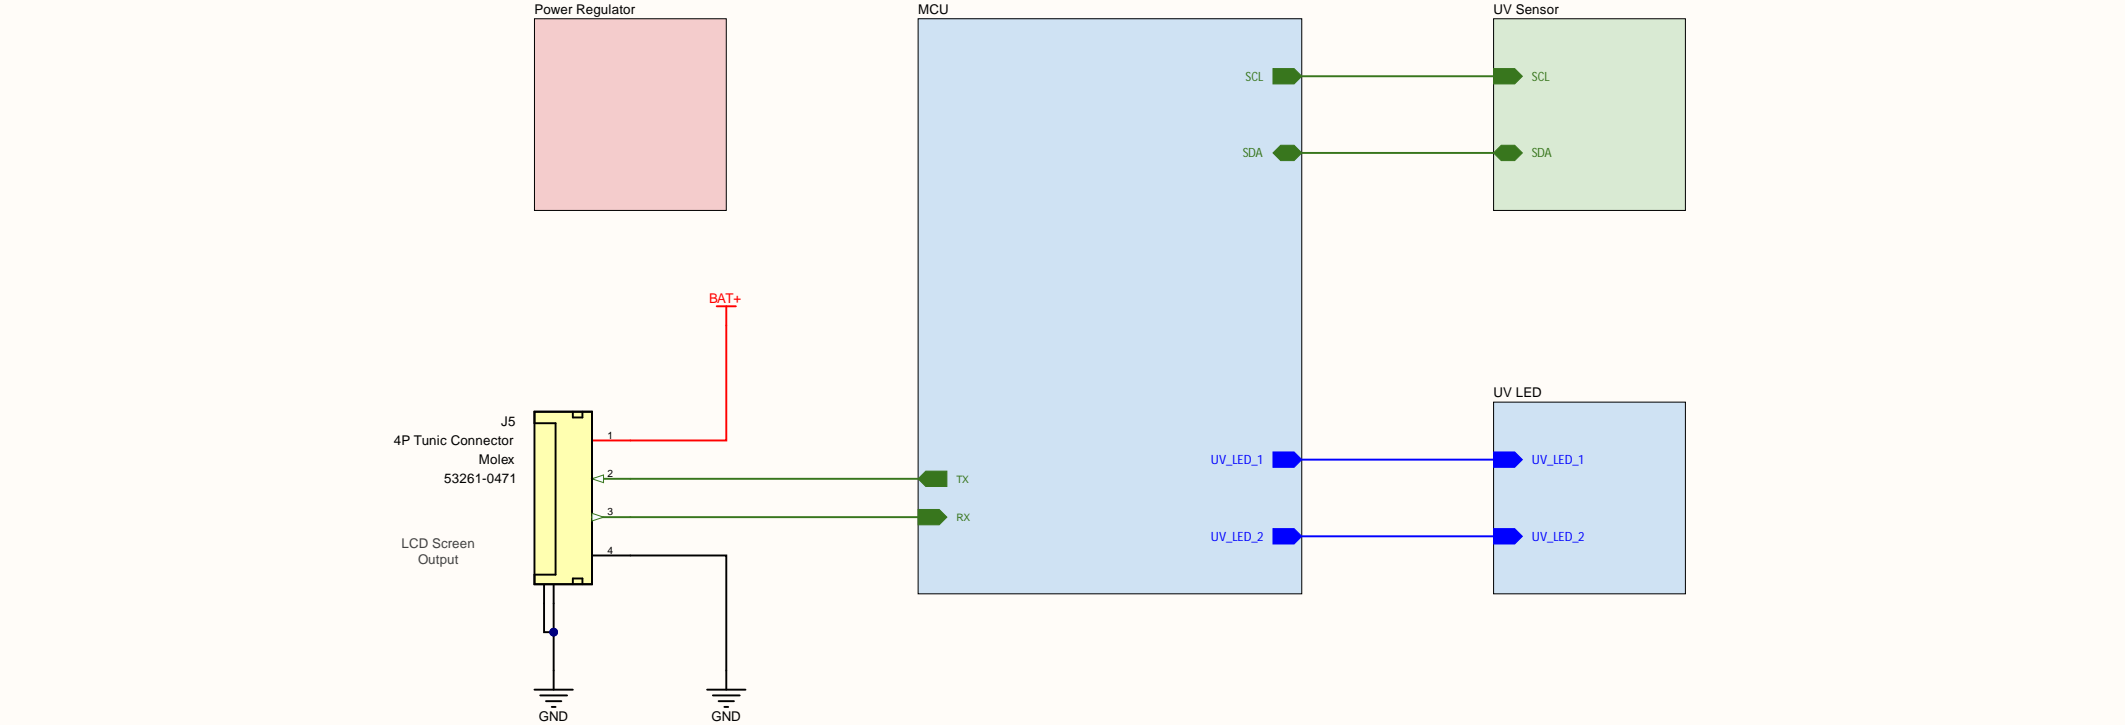 Power Regulator
MCU
UV Sensor
SCL
SCL
SDA
SDA
BAT+
UV LED
J5
4P Tunic Connector
Molex
53261-0471
1
2
3
4
TX
RX
UV_LED_1
UV_LED_1
UV_LED_2
UV_LED_2
LCD Screen
Output
GND
GND